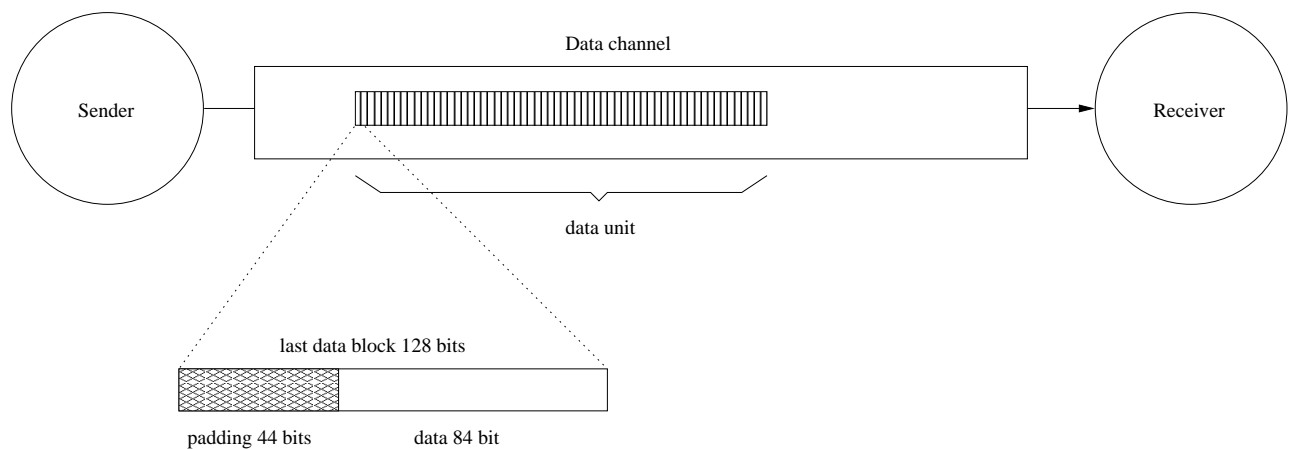 Data channel
Sender
Receiver
data unit
last data block 128 bits
padding 44 bits
data 84 bit